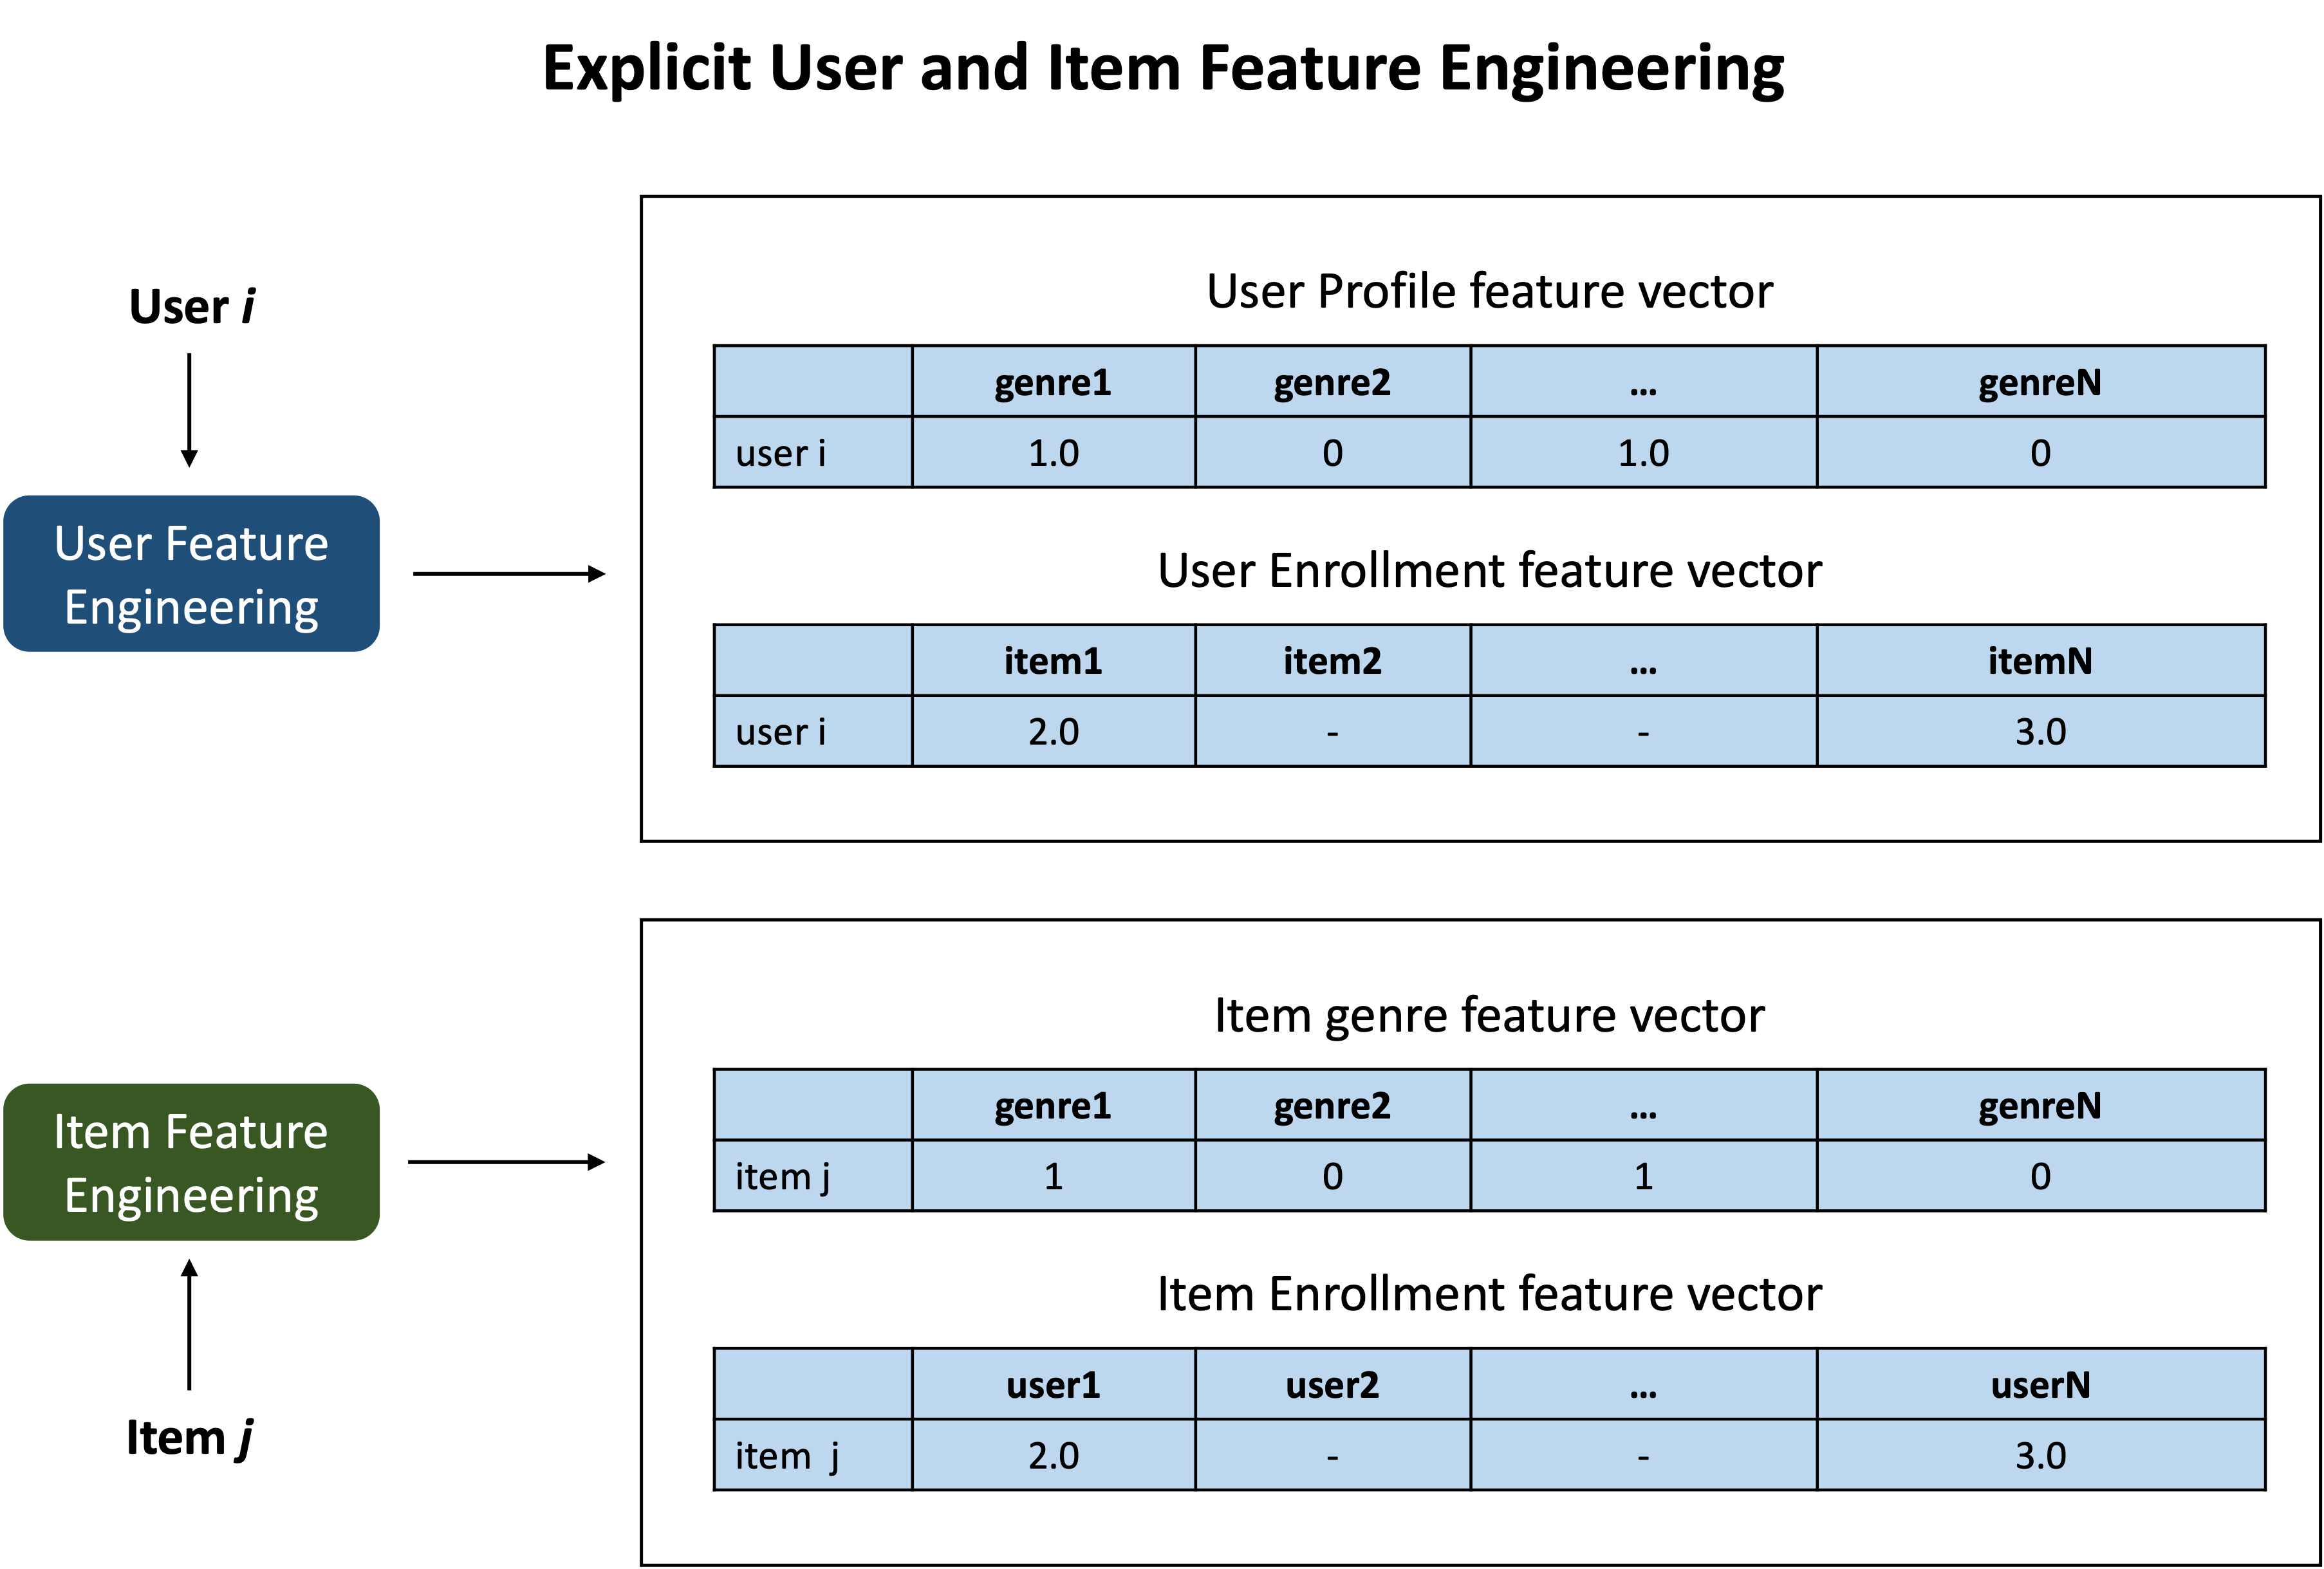 Explicit User and Item Feature Engineering
User i
User Feature
Engineering
User Profile feature vector
genre1 genre2 ... genreN
user i 1.0 0 1.0 0
User Enrollment feature vector
item1 item2 ... itemN
user i 2.0 - - 3.0
Item Feature
Engineering
Item j
Item genre feature vector
genre1 genre2 ... genreN
item j 1 0 1 0
Item Enrollment feature vector
user1 user2 ... userN
item j 2.0 - - 3.0